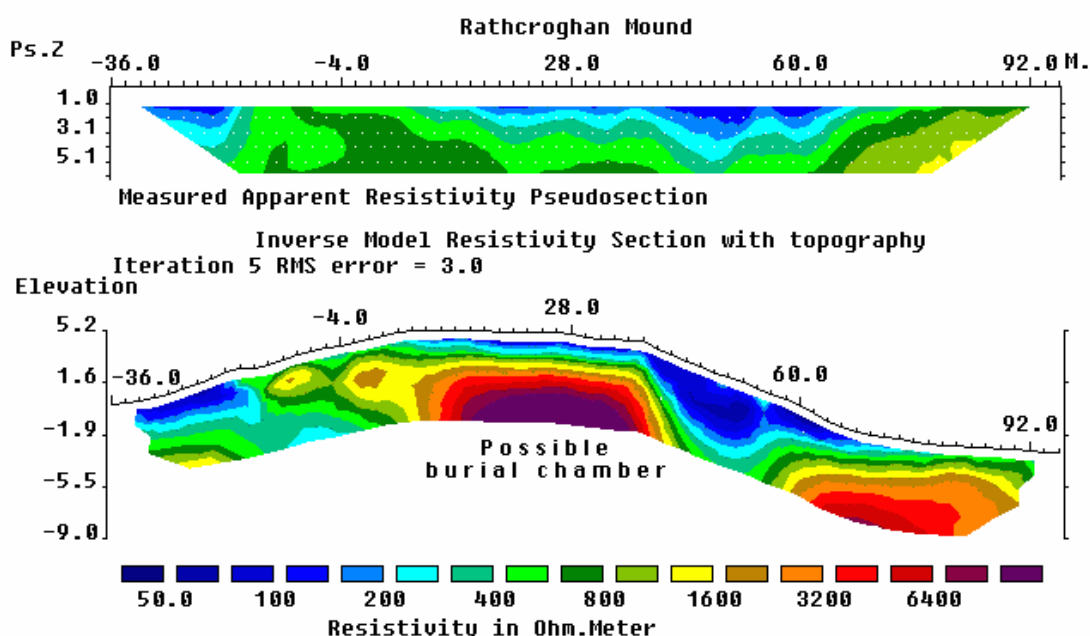 Rathcroghan Mound
Ps.Z
-36.0 -4.0 28.0 60.0 92.0 M.
1.0
3.1
5.1
Measured Apparent Resistivity Pseudosection
Inverse Model Resistivity Section with topography
Iteration 5 RMS error = 3.0
Elevation
5.2
1.6
-1.9
-5.5
-9.0
-36.0 -4.0 28.0 60.0 92.0
Possible
burial chamber
50.0 100 200 400 800 1600 3200 6400
Resistivity in Ohm.Meter